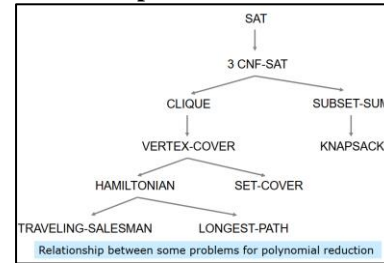 SAT
3 CNF-SAT
CLIQUE SUBSET-SUM
VERTEX-COVER KNAPSACK
HAMILTONIAN SET-COVER
TRAVELING-SALESMAN LONGEST-PATH
Relationship between some problems for polynomial reduction